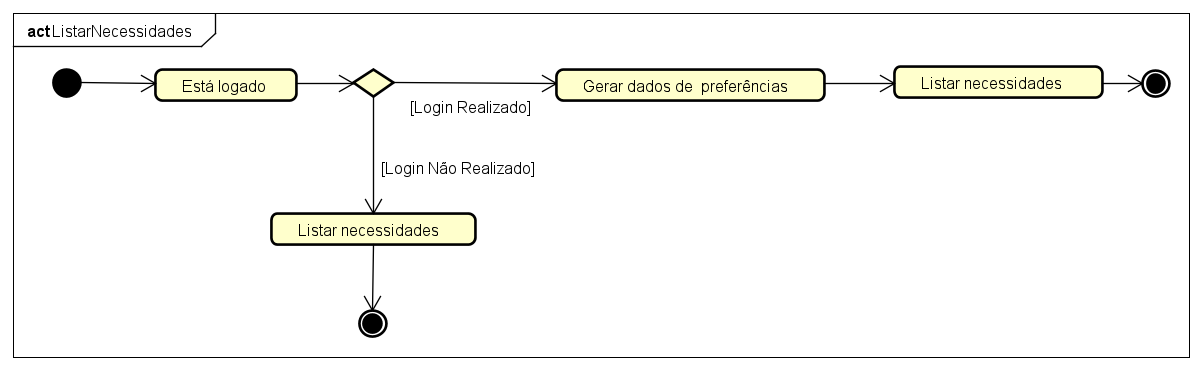 act ListarNecessidades
Está logado
Gerar dados de preferências
Listar necessidades
[Login Realizado]
[Login Não Realizado]
Listar necessidades